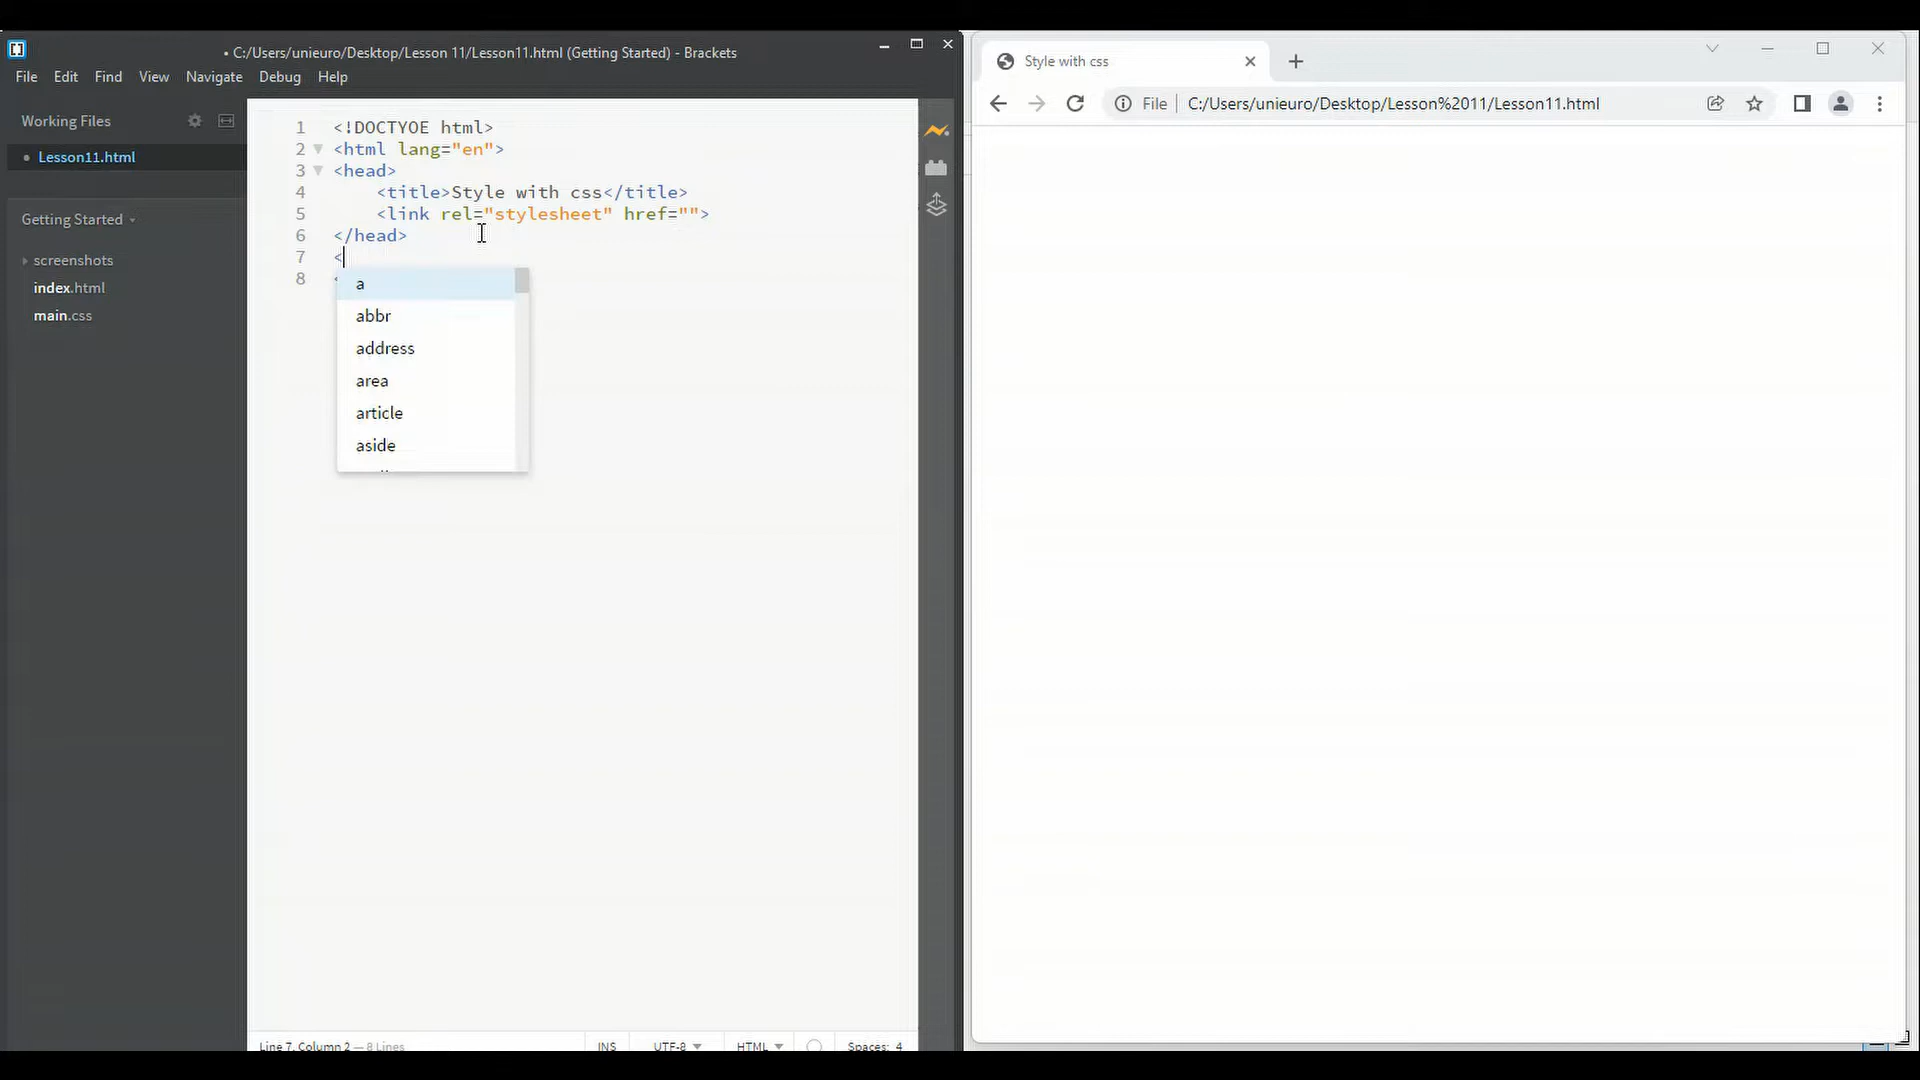 • C:/Users/unieuro/Desktop/Lesson 11/Lesson11.html (Getting Started) - Brackets
File Edit Find View Navigate Debug Help
Working Files
• Lesson11.html
Getting Started
screenshots
index.html
main.css
1 <!DOCTYOE html>
2 <html lang="en">
3 <head>
4 <title>Style with css</title>
5 <link rel="stylesheet" href="">
6 </head>
7 <
8
a
abbr
address
area
article
aside
Line 7, Column 2 — 8 Lines
INS
UTF-8
HTML
Spaces: 4
Style with css
File C:/Users/unieuro/Desktop/Lesson%2011/Lesson11.html